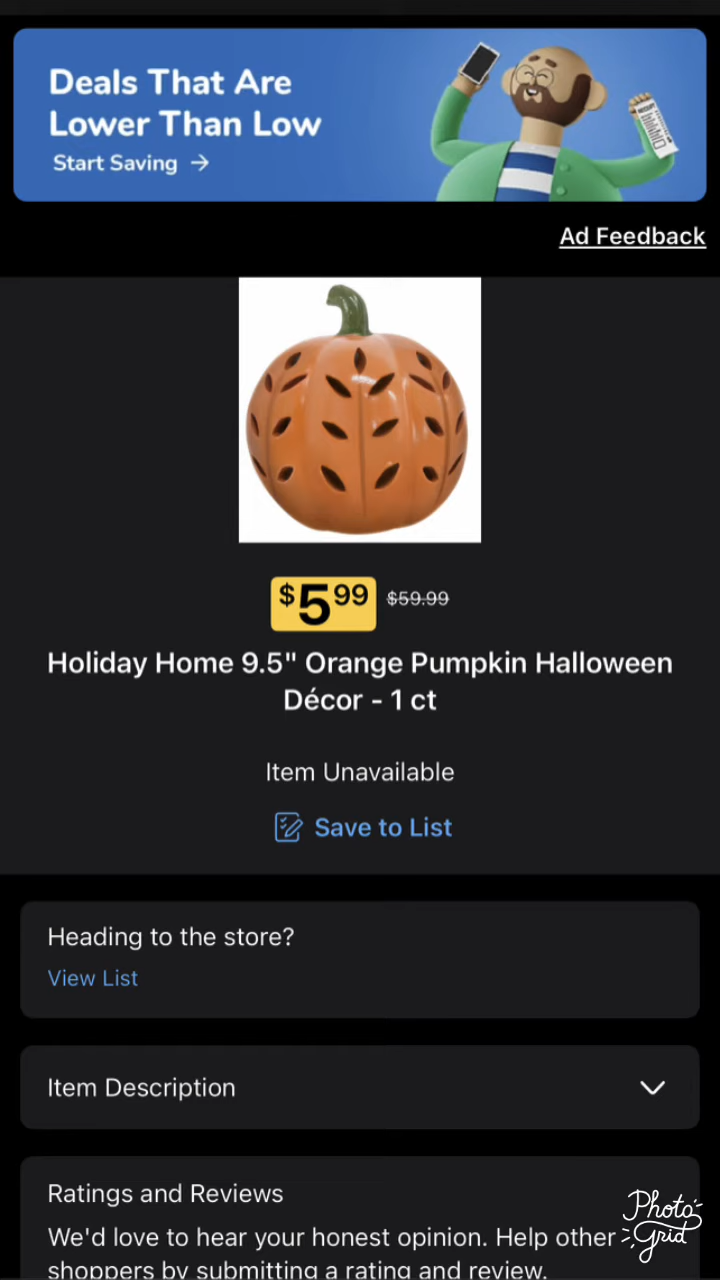 Deals That Are
Lower Than Low
Start Saving →
Ad Feedback
$5.99 $59.99
Holiday Home 9.5" Orange Pumpkin Halloween
Décor - 1 ct
Item Unavailable
Save to List
Heading to the store?
View List
Item Description
Ratings and Reviews
We'd love to hear your honest opinion. Help other
shoppers by submitting a rating and review.
Photo
Grid